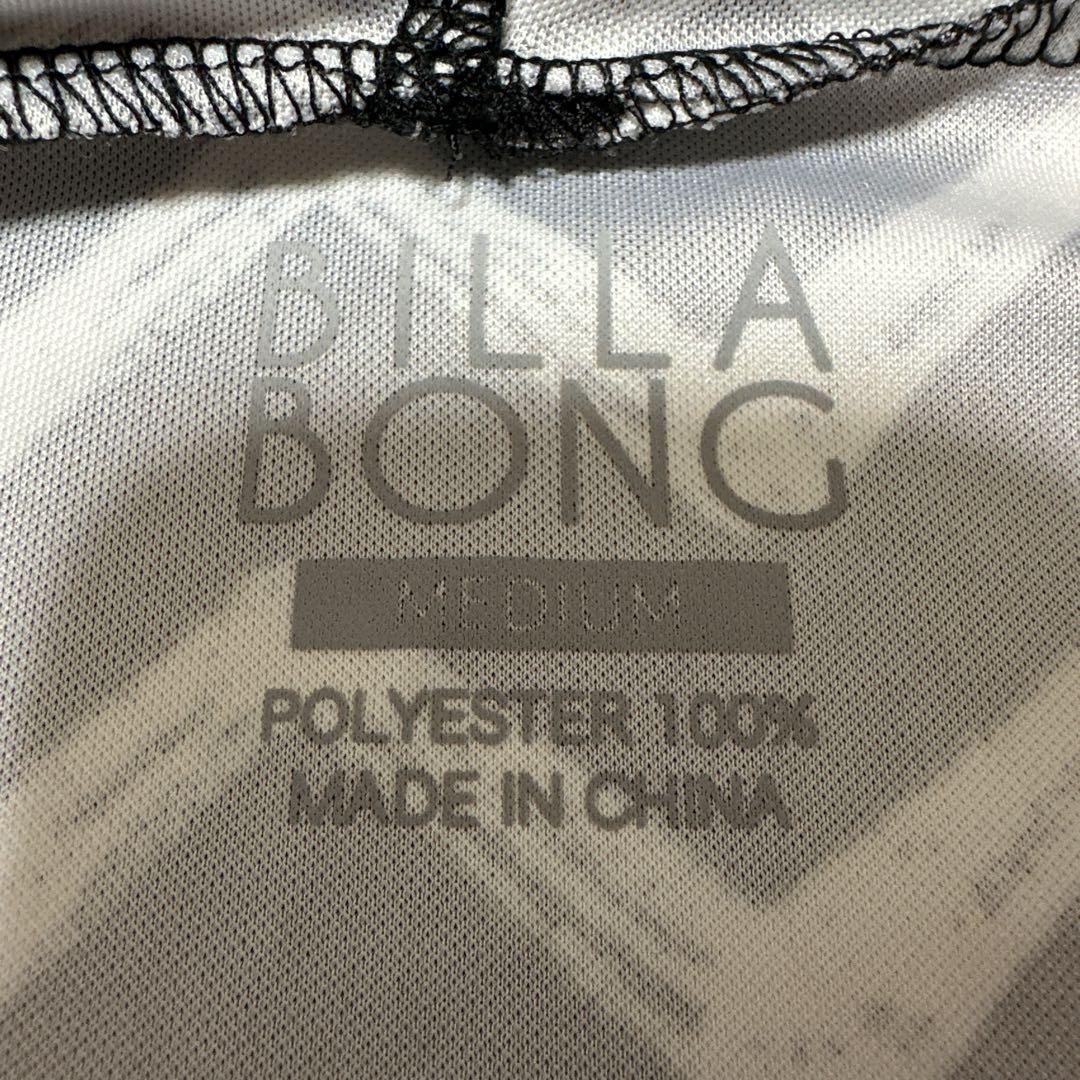 BILLA
BONG
MEDIUM
POLYESTER 100%
MADE IN CHINA